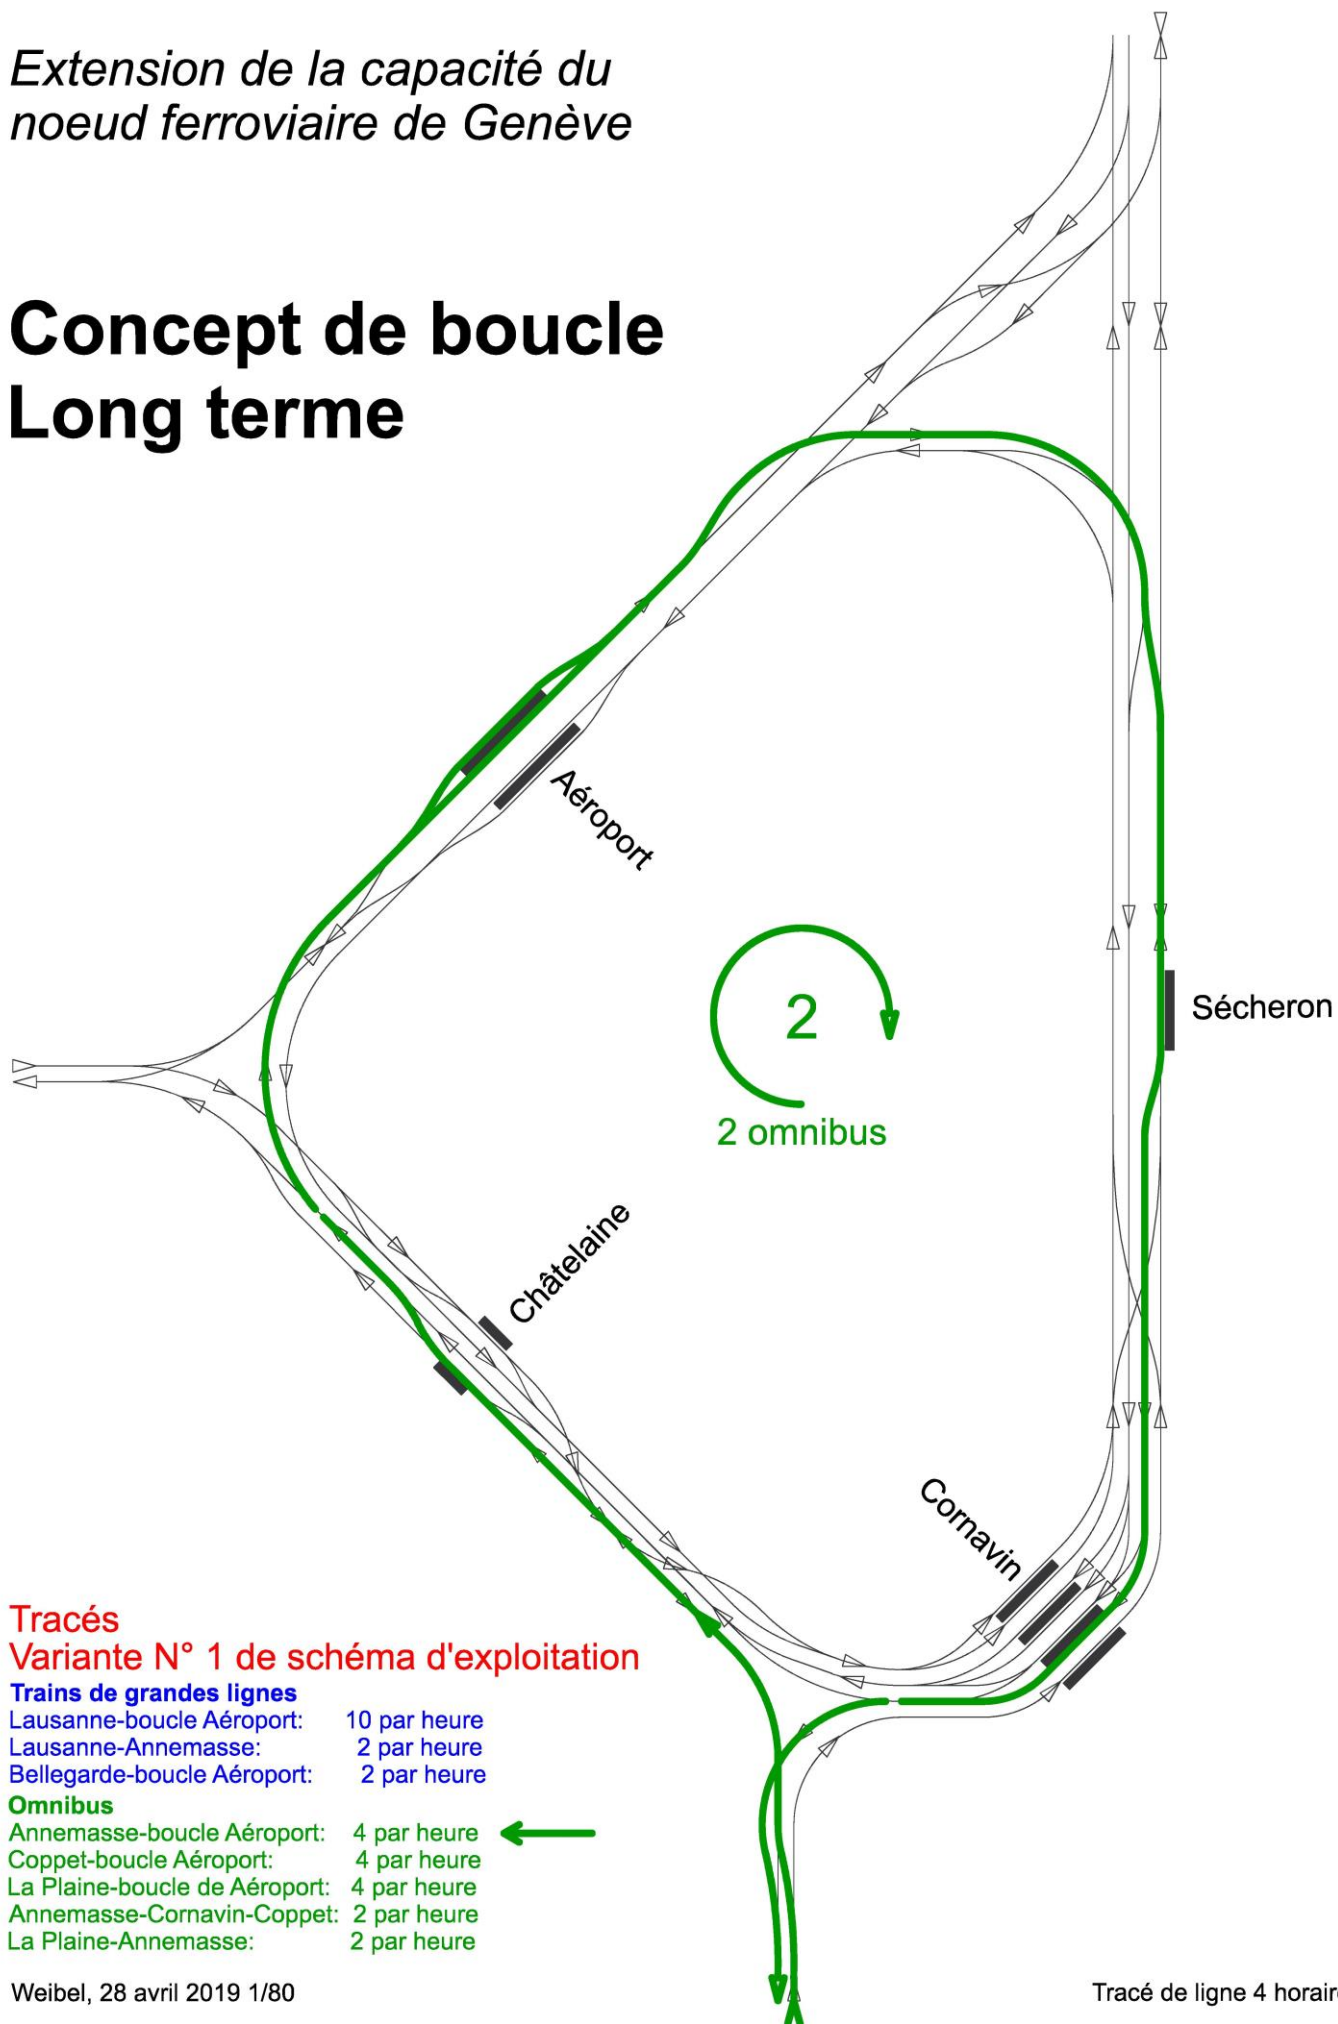 Extension de la capacité du
noeud ferroviaire de Genève
Concept de boucle
Long terme
Aéroport
Sécheron
2
2 omnibus
Châtelaine
Cornavin
Tracés
Variante N° 1 de schéma d'exploitation
Trains de grandes lignes
Lausanne-boucle Aéroport: 10 par heure
Lausanne-Annemasse: 2 par heure
Bellegarde-boucle Aéroport: 2 par heure
Omnibus
Annemasse-boucle Aéroport: 4 par heure
Coppet-boucle Aéroport: 4 par heure
La Plaine-boucle de Aéroport: 4 par heure
Annemasse-Cornavin-Coppet: 2 par heure
La Plaine-Annemasse: 2 par heure
Weibel, 28 avril 2019 1/80
Tracé de ligne 4 horaire